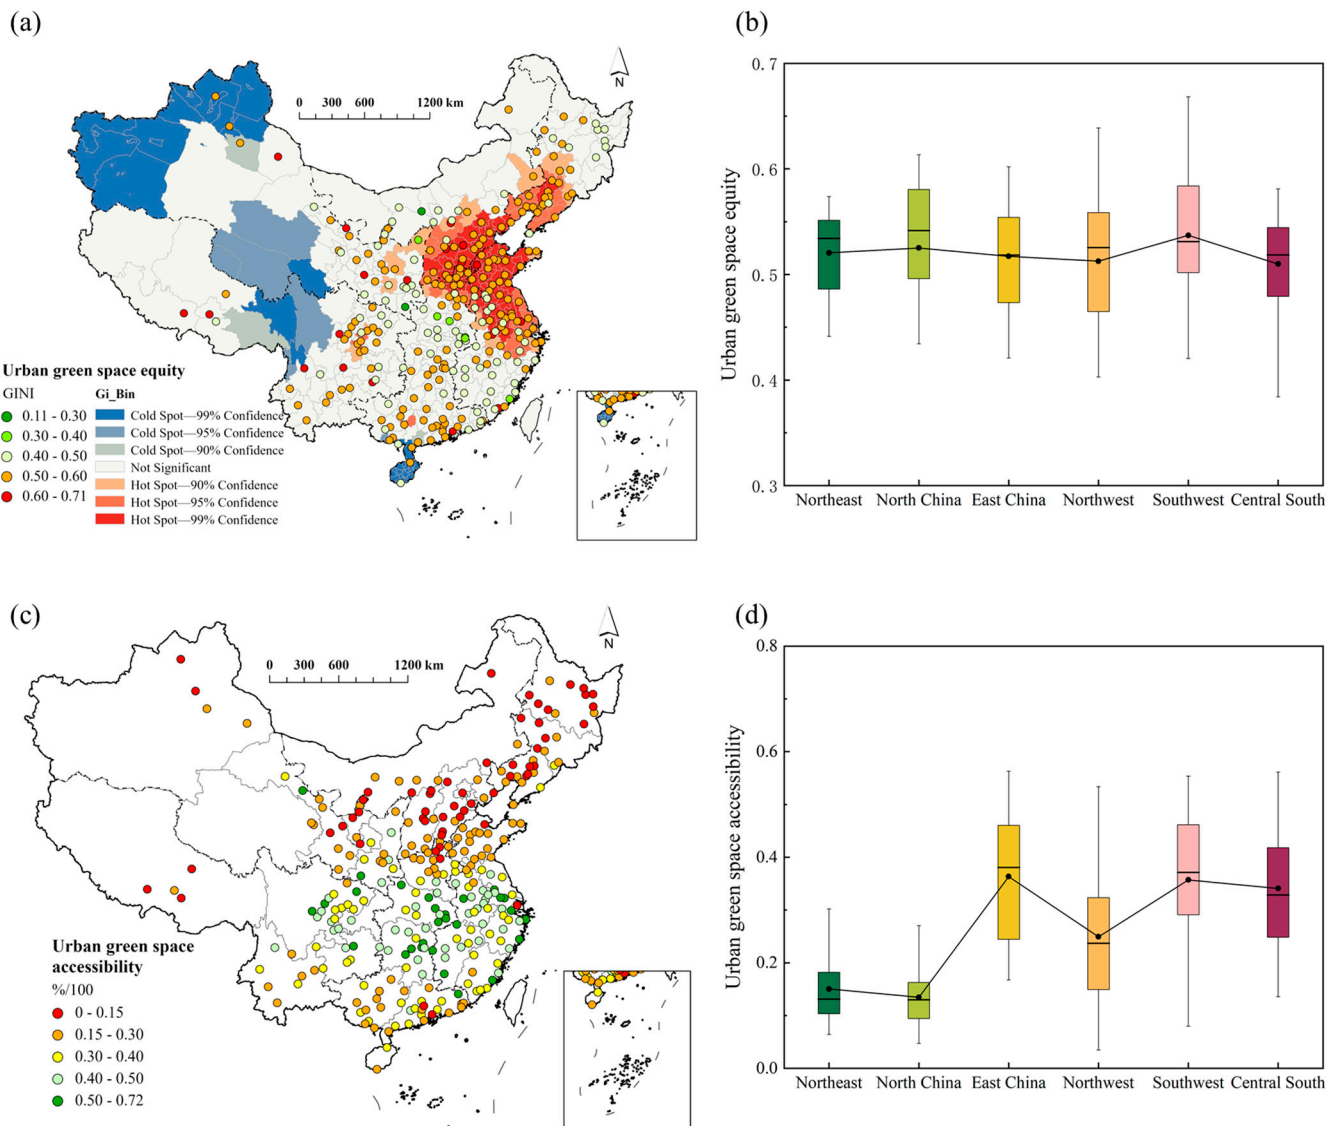 (a)
N
0 300 600 1200 km
Urban green space equity
GINI
0.11 - 0.30
0.30 - 0.40
0.40 - 0.50
0.50 - 0.60
0.60 - 0.71
Gi_Bin
Cold Spot—99% Confidence
Cold Spot—95% Confidence
Cold Spot—90% Confidence
Not Significant
Hot Spot—90% Confidence
Hot Spot—95% Confidence
Hot Spot—99% Confidence
(b)
Urban green space equity
0.7
0.6
0.5
0.4
0.3
Northeast North China East China Northwest Southwest Central South
(c)
N
0 300 600 1200 km
Urban green space
accessibility
%/100
0 - 0.15
0.15 - 0.30
0.30 - 0.40
0.40 - 0.50
0.50 - 0.72
(d)
Urban green space accessibility
0.8
0.6
0.4
0.2
0.0
Northeast North China East China Northwest Southwest Central South